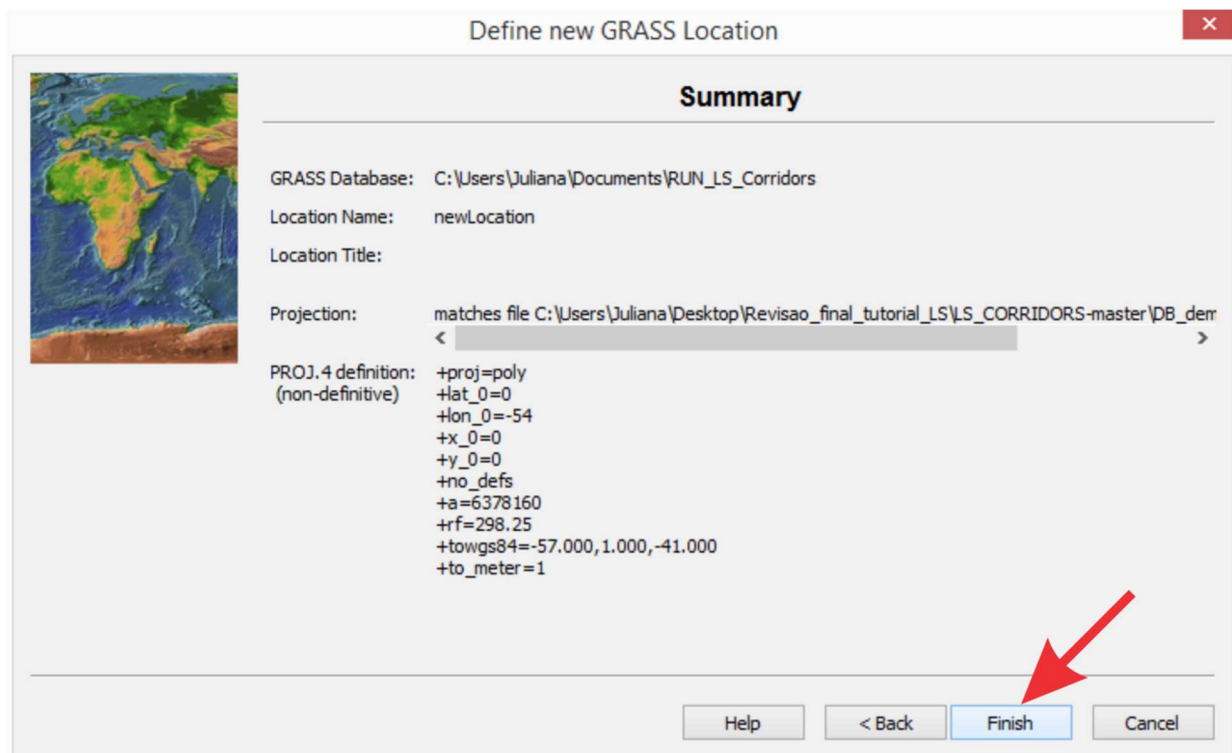 Define new GRASS Location
Summary
GRASS Database: C:\Users\Juliana\Documents\RUN_LS_Corridors
Location Name: newLocation
Location Title:
Projection: matches file C:\Users\Juliana\Desktop\Revisao_final_tutorial_LS\LS_CORRIDORS-master\DB_dem
PROJ.4 definition: +proj=poly
(non-definitive) +lat_0=0
+lon_0=-54
+x_0=0
+y_0=0
+no_defs
+a=6378160
+rf=298.25
+towgs84=-57.000,1.000,-41.000
+to_meter=1
Help < Back Finish Cancel